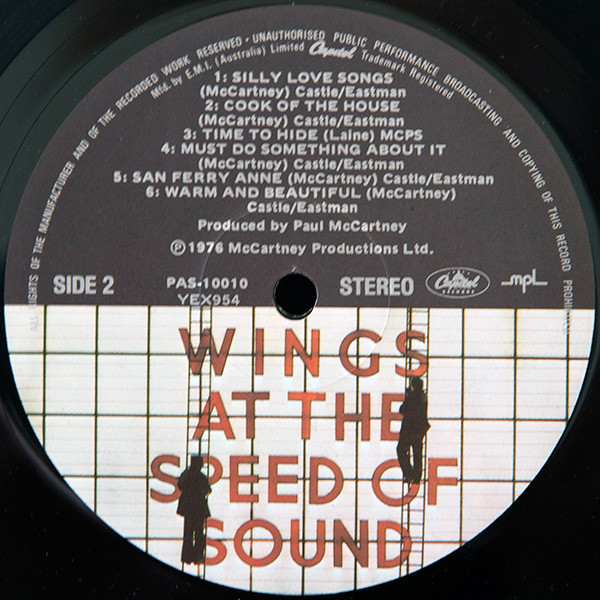 ALL RIGHTS OF THE MANUFACTURER AND OF THE RECORDED WORK RESERVED • UNAUTHORISED PUBLIC PERFORMANCE BROADCASTING AND COPYING OF THIS RECORD PROHIBITED
Mfd. by E.M.I. (Australia) Limited Capitol Trademark Registered
1: SILLY LOVE SONGS
(McCartney) Castle/Eastman
2: COOK OF THE HOUSE
(McCartney) Castle/Eastman
3: TIME TO HIDE (Laine) MCPS
4: MUST DO SOMETHING ABOUT IT
(McCartney) Castle/Eastman
5: SAN FERRY ANNE (McCartney) Castle/Eastman
6: WARM AND BEAUTIFUL (McCartney)
Castle/Eastman
Produced by Paul McCartney
Ⓟ1976 McCartney Productions Ltd.
SIDE 2 PAS-10010 STEREO Capitol RECORDS mpl
YEX954
WINGS
AT THE
SPEED OF
SOUND